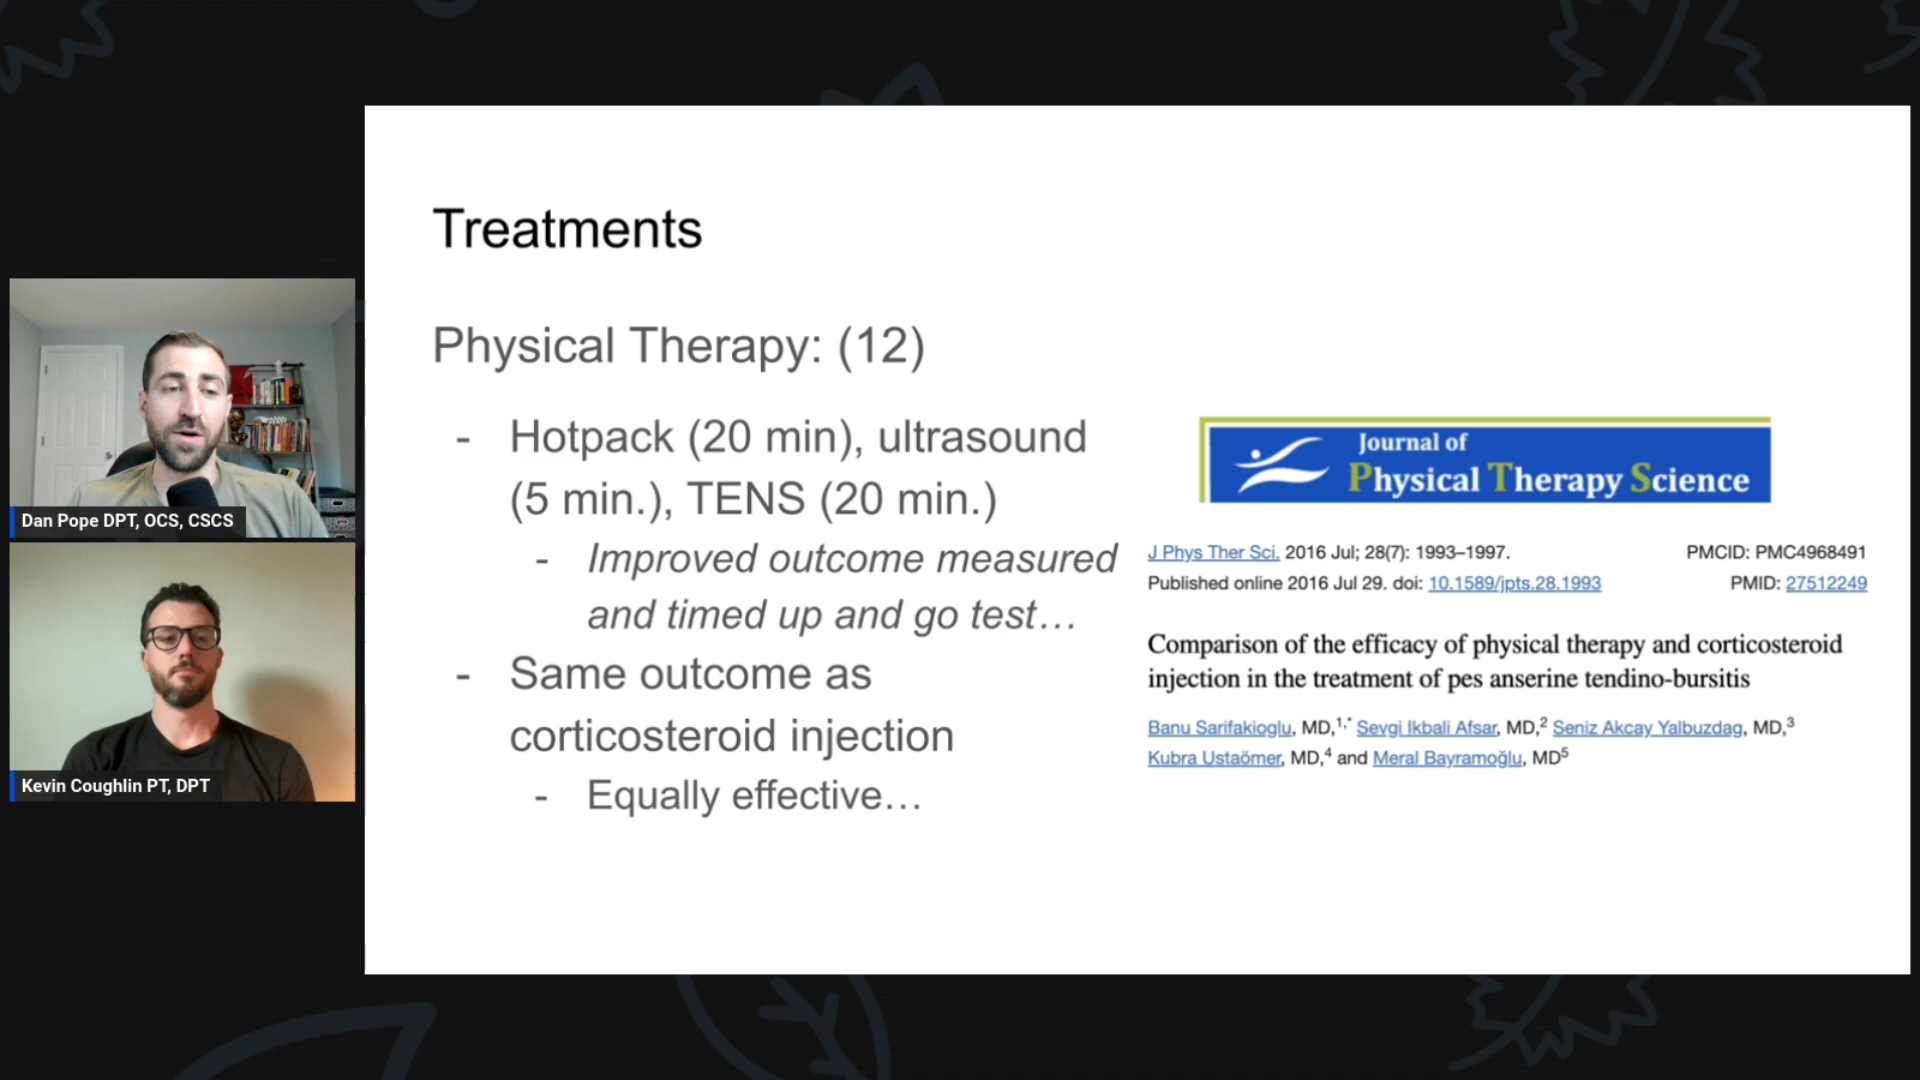 Treatments
Physical Therapy: (12)
- Hotpack (20 min), ultrasound
(5 min.), TENS (20 min.)
- Improved outcome measured
and timed up and go test…
- Same outcome as
corticosteroid injection
- Equally effective…
Journal of
Physical Therapy Science
J Phys Ther Sci. 2016 Jul; 28(7): 1993–1997. PMCID: PMC4968491
Published online 2016 Jul 29. doi: 10.1589/jpts.28.1993 PMID: 27512249
Comparison of the efficacy of physical therapy and corticosteroid
injection in the treatment of pes anserine tendino-bursitis
Banu Sarifakioglu, MD,1,* Sevgi Ikbali Afsar, MD,2 Seniz Akcay Yalbuzdag, MD,3
Kubra Ustaömer, MD,4 and Meral Bayramoğlu, MD5
Dan Pope DPT, OCS, CSCS
Kevin Coughlin PT, DPT